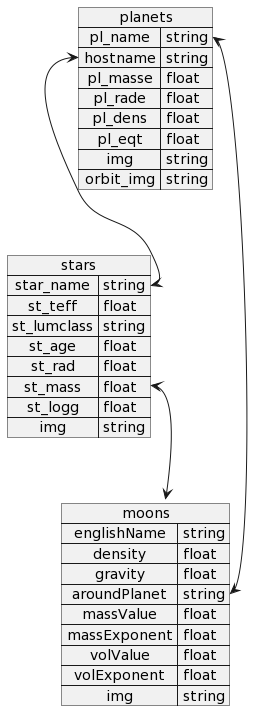 planets
pl_name string
hostname string
pl_masse float
pl_rade float
pl_dens float
pl_eqt float
img string
orbit_img string
stars
star_name string
st_teff float
st_lumclass string
st_age float
st_rad float
st_mass float
st_logg float
img string
moons
englishName string
density float
gravity float
aroundPlanet string
massValue float
massExponent float
volValue float
volExponent float
img string